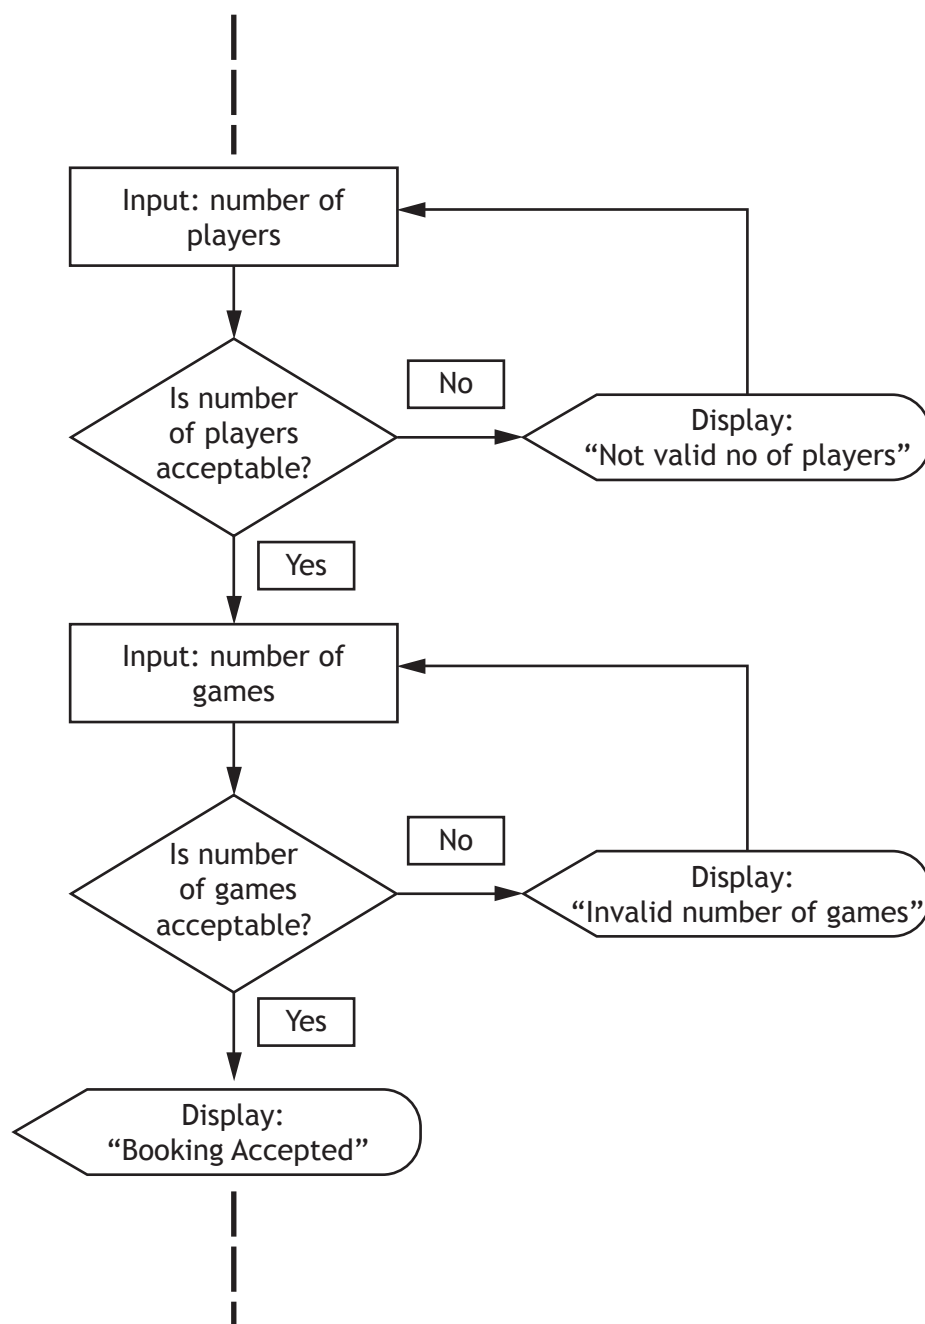 Input: number of
players
Is number
of players
acceptable?
No
Display:
“Not valid no of players”
Yes
Input: number of
games
Is number
of games
acceptable?
No
Display:
“Invalid number of games”
Yes
Display:
“Booking Accepted”